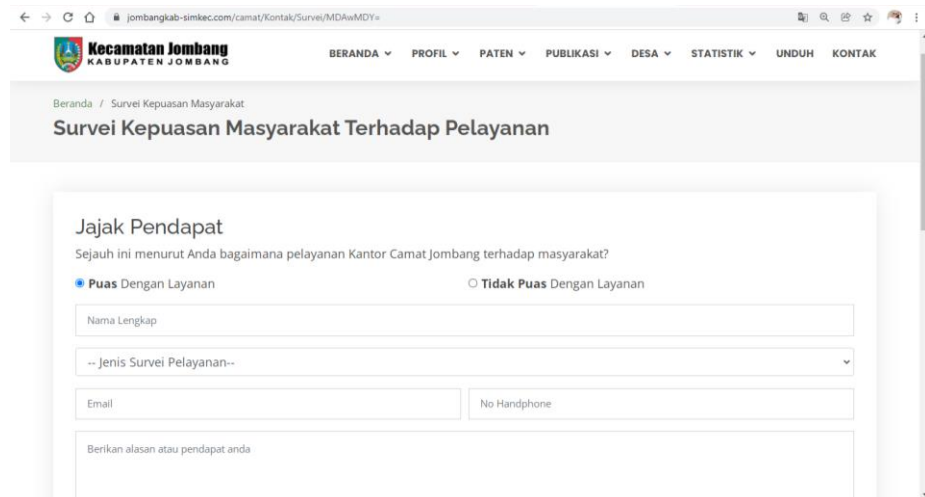 jombangkab-simkec.com/camat/Kontak/Survei/MDAwMDY=
Kecamatan Jombang
KABUPATEN JOMBANG
BERANDA PROFIL PATEN PUBLIKASI DESA STATISTIK UNDUH KONTAK
Beranda / Survei Kepuasan Masyarakat
Survei Kepuasan Masyarakat Terhadap Pelayanan
Jajak Pendapat
Sejauh ini menurut Anda bagaimana pelayanan Kantor Camat Jombang terhadap masyarakat?
Puas Dengan Layanan Tidak Puas Dengan Layanan
Nama Lengkap
-- Jenis Survei Pelayanan--
Email No Handphone
Berikan alasan atau pendapat anda